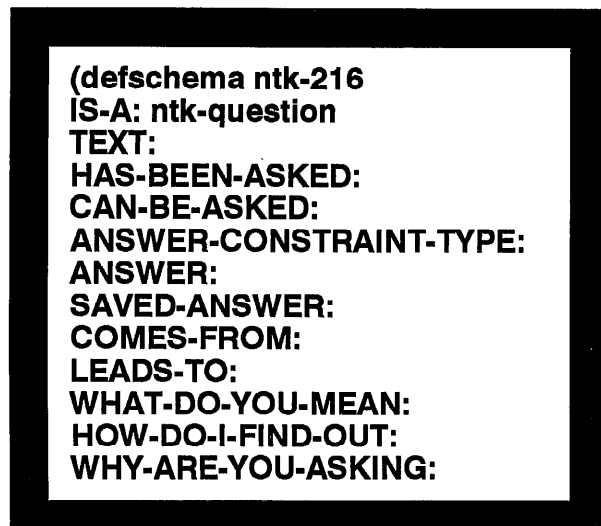 (defschema ntk-216
IS-A: ntk-question
TEXT:
HAS-BEEN-ASKED:
CAN-BE-ASKED:
ANSWER-CONSTRAINT-TYPE:
ANSWER:
SAVED-ANSWER:
COMES-FROM:
LEADS-TO:
WHAT-DO-YOU-MEAN:
HOW-DO-I-FIND-OUT:
WHY-ARE-YOU-ASKING: